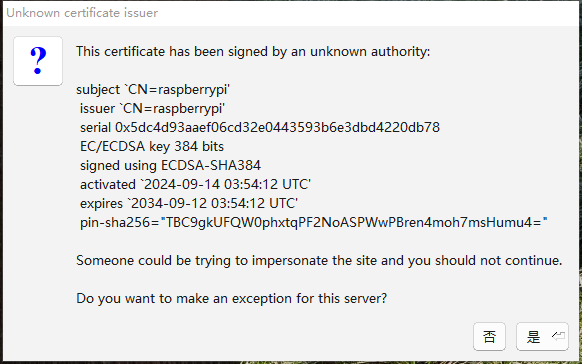 Unknown certificate issuer
?
This certificate has been signed by an unknown authority:
subject `CN=raspberrypi'
issuer `CN=raspberrypi'
serial 0x5dc4d93aaef06cd32e0443593b6e3dbd4220db78
EC/ECDSA key 384 bits
signed using ECDSA-SHA384
activated `2024-09-14 03:54:12 UTC'
expires `2034-09-12 03:54:12 UTC'
pin-sha256="TBC9gkUFQW0phxtqPF2NoASPWwPBren4moh7msHumu4="
Someone could be trying to impersonate the site and you should not continue.
Do you want to make an exception for this server?
否 是